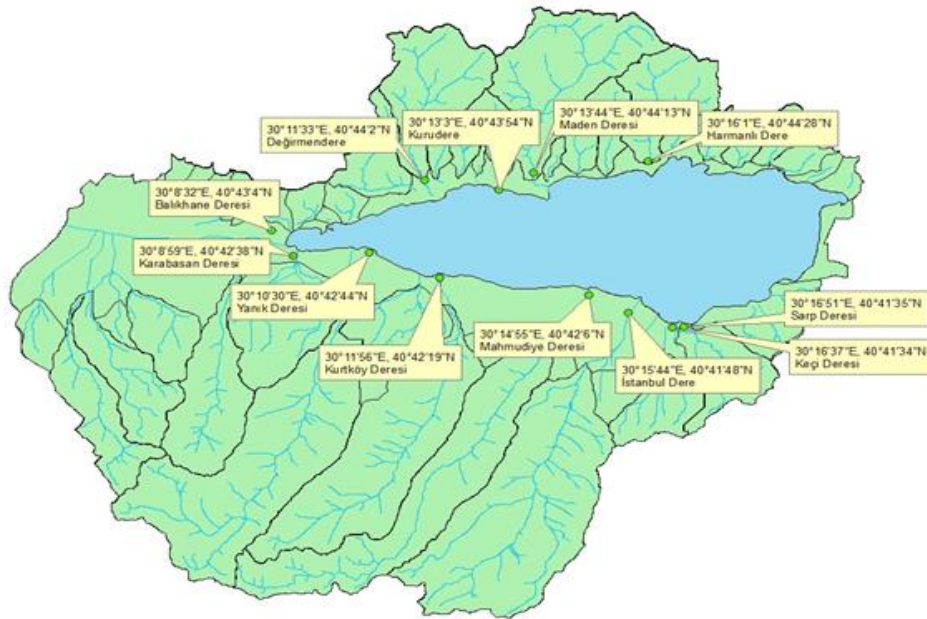 30°11'33"E, 40°44'2"N
Değirmendere
30°13'3"E, 40°43'54"N
Kurudere
30°13'44"E, 40°44'13"N
Maden Deresi
30°16'1"E, 40°44'28"N
Harmanlı Dere
30°8'32"E, 40°43'4"N
Balıkhane Deresi
30°8'59"E, 40°42'38"N
Karabasan Deresi
30°10'30"E, 40°42'44"N
Yanık Deresi
30°11'56"E, 40°42'19"N
Kurtköy Deresi
30°14'55"E, 40°42'6"N
Mahmudiye Deresi
30°15'44"E, 40°41'48"N
İstanbul Dere
30°16'51"E, 40°41'35"N
Sarp Deresi
30°16'37"E, 40°41'34"N
Keçi Deresi